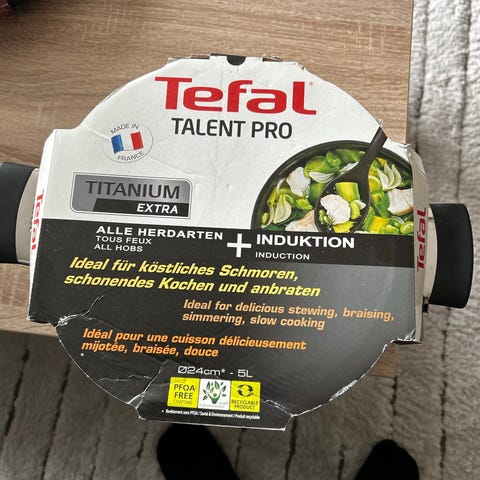 Tefal
TALENT PRO
MADE IN
FRANCE
TITANIUM
EXTRA
ALLE HERDARTEN
TOUS FEUX
ALL HOBS
+ INDUKTION
INDUCTION
Ideal für köstliches Schmoren,
schonendes Kochen und anbraten
Ideal for delicious stewing, braising,
simmering, slow cooking
Idéal pour une cuisson délicieusement
mijotée, braisée, douce
Ø24cm* - 5L
PFOA
FREE
COATING
RECYCLABLE
PRODUCT
Tefal
Tefal